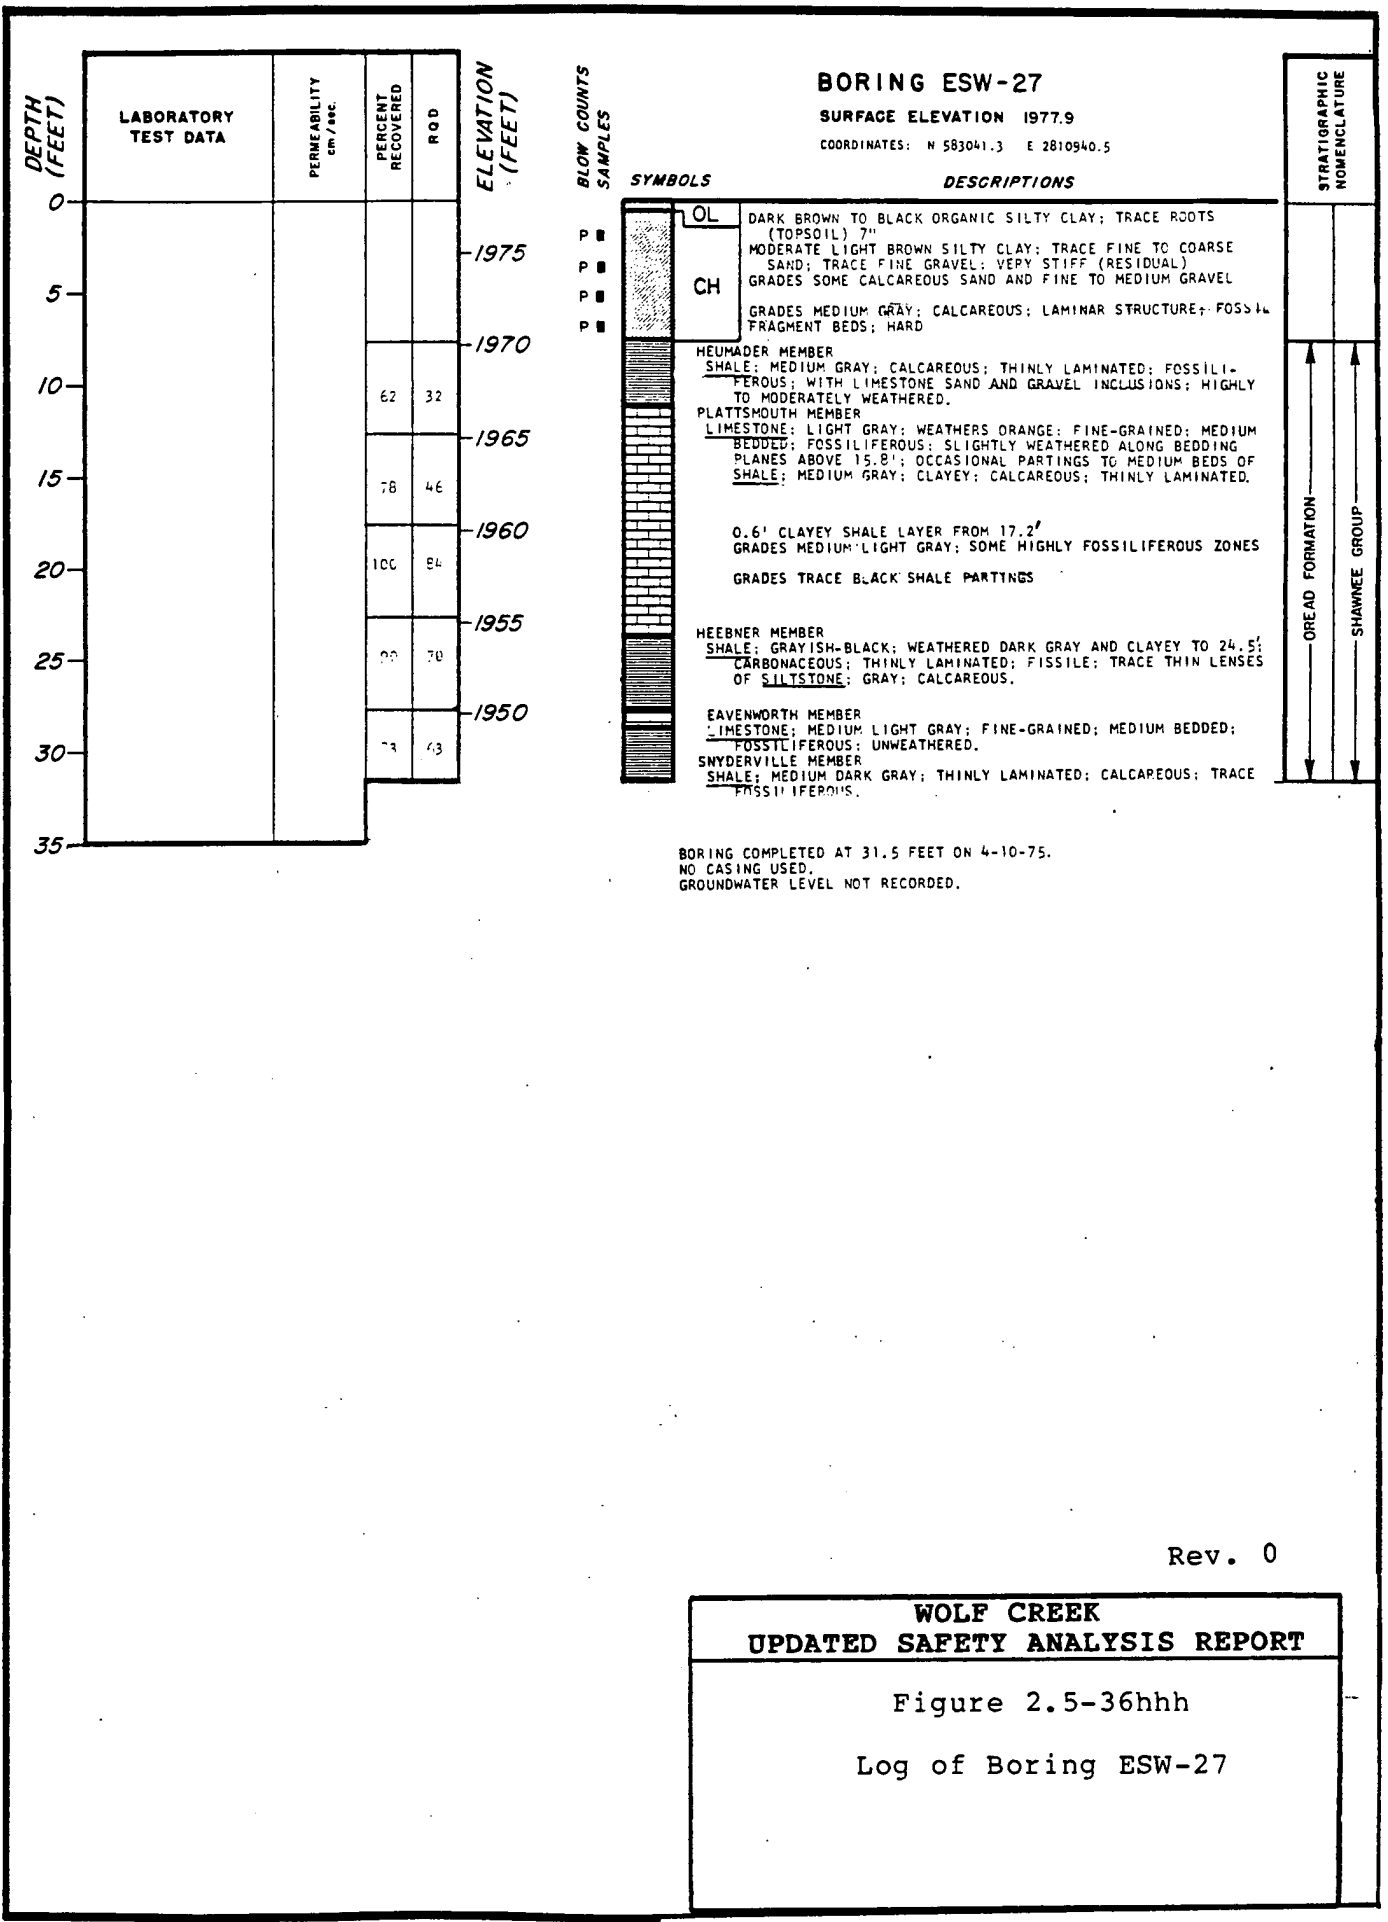 BORING ESW-27
SURFACE ELEVATION 1977.9
COORDINATES: N 583041.3 E 2810940.5
DEPTH
(FEET)
LABORATORY
TEST DATA
PERMEABILITY
cm/sec.
PERCENT
RECOVERED
RQD
ELEVATION
(FEET)
BLOW COUNTS
SAMPLES
SYMBOLS
DESCRIPTIONS
STRATIGRAPHIC
NOMENCLATURE
0
5
10
15
20
25
30
35
62 32
78 46
100 84
70
63
1975
1970
1965
1960
1955
1950
P
P
P
P
OL
CH
DARK BROWN TO BLACK ORGANIC SILTY CLAY; TRACE ROOTS
(TOPSOIL) 7"
MODERATE LIGHT BROWN SILTY CLAY; TRACE FINE TO COARSE
SAND; TRACE FINE GRAVEL; VERY STIFF (RESIDUAL)
GRADES SOME CALCAREOUS SAND AND FINE TO MEDIUM GRAVEL
GRADES MEDIUM GRAY; CALCAREOUS; LAMINAR STRUCTURE; FOSSIL
FRAGMENT BEDS; HARD
HEUMADER MEMBER
SHALE; MEDIUM GRAY; CALCAREOUS; THINLY LAMINATED; FOSSILI-
FEROUS; WITH LIMESTONE SAND AND GRAVEL INCLUSIONS; HIGHLY
TO MODERATELY WEATHERED.
PLATTSMOUTH MEMBER
LIMESTONE; LIGHT GRAY; WEATHERS ORANGE; FINE-GRAINED; MEDIUM
BEDDED; FOSSILIFEROUS; SLIGHTLY WEATHERED ALONG BEDDING
PLANES ABOVE 15.8'; OCCASIONAL PARTINGS TO MEDIUM BEDS OF
SHALE; MEDIUM GRAY; CLAYEY; CALCAREOUS; THINLY LAMINATED.
0.6' CLAYEY SHALE LAYER FROM 17.2'
GRADES MEDIUM LIGHT GRAY; SOME HIGHLY FOSSILIFEROUS ZONES
GRADES TRACE BLACK SHALE PARTINGS
HEEBNER MEMBER
SHALE; GRAYISH-BLACK; WEATHERED DARK GRAY AND CLAYEY TO 24.5';
CARBONACEOUS; THINLY LAMINATED; FISSILE; TRACE THIN LENSES
OF SILTSTONE; GRAY; CALCAREOUS.
EAVENWORTH MEMBER
LIMESTONE; MEDIUM LIGHT GRAY; FINE-GRAINED; MEDIUM BEDDED;
FOSSILIFEROUS; UNWEATHERED.
SNYDERVILLE MEMBER
SHALE; MEDIUM DARK GRAY; THINLY LAMINATED; CALCAREOUS; TRACE
FOSSILIFEROUS.
OREAD FORMATION
SHAWNEE GROUP
BORING COMPLETED AT 31.5 FEET ON 4-10-75.
NO CASING USED.
GROUNDWATER LEVEL NOT RECORDED.
Rev. 0
WOLF CREEK
UPDATED SAFETY ANALYSIS REPORT
Figure 2.5-36hhh
Log of Boring ESW-27